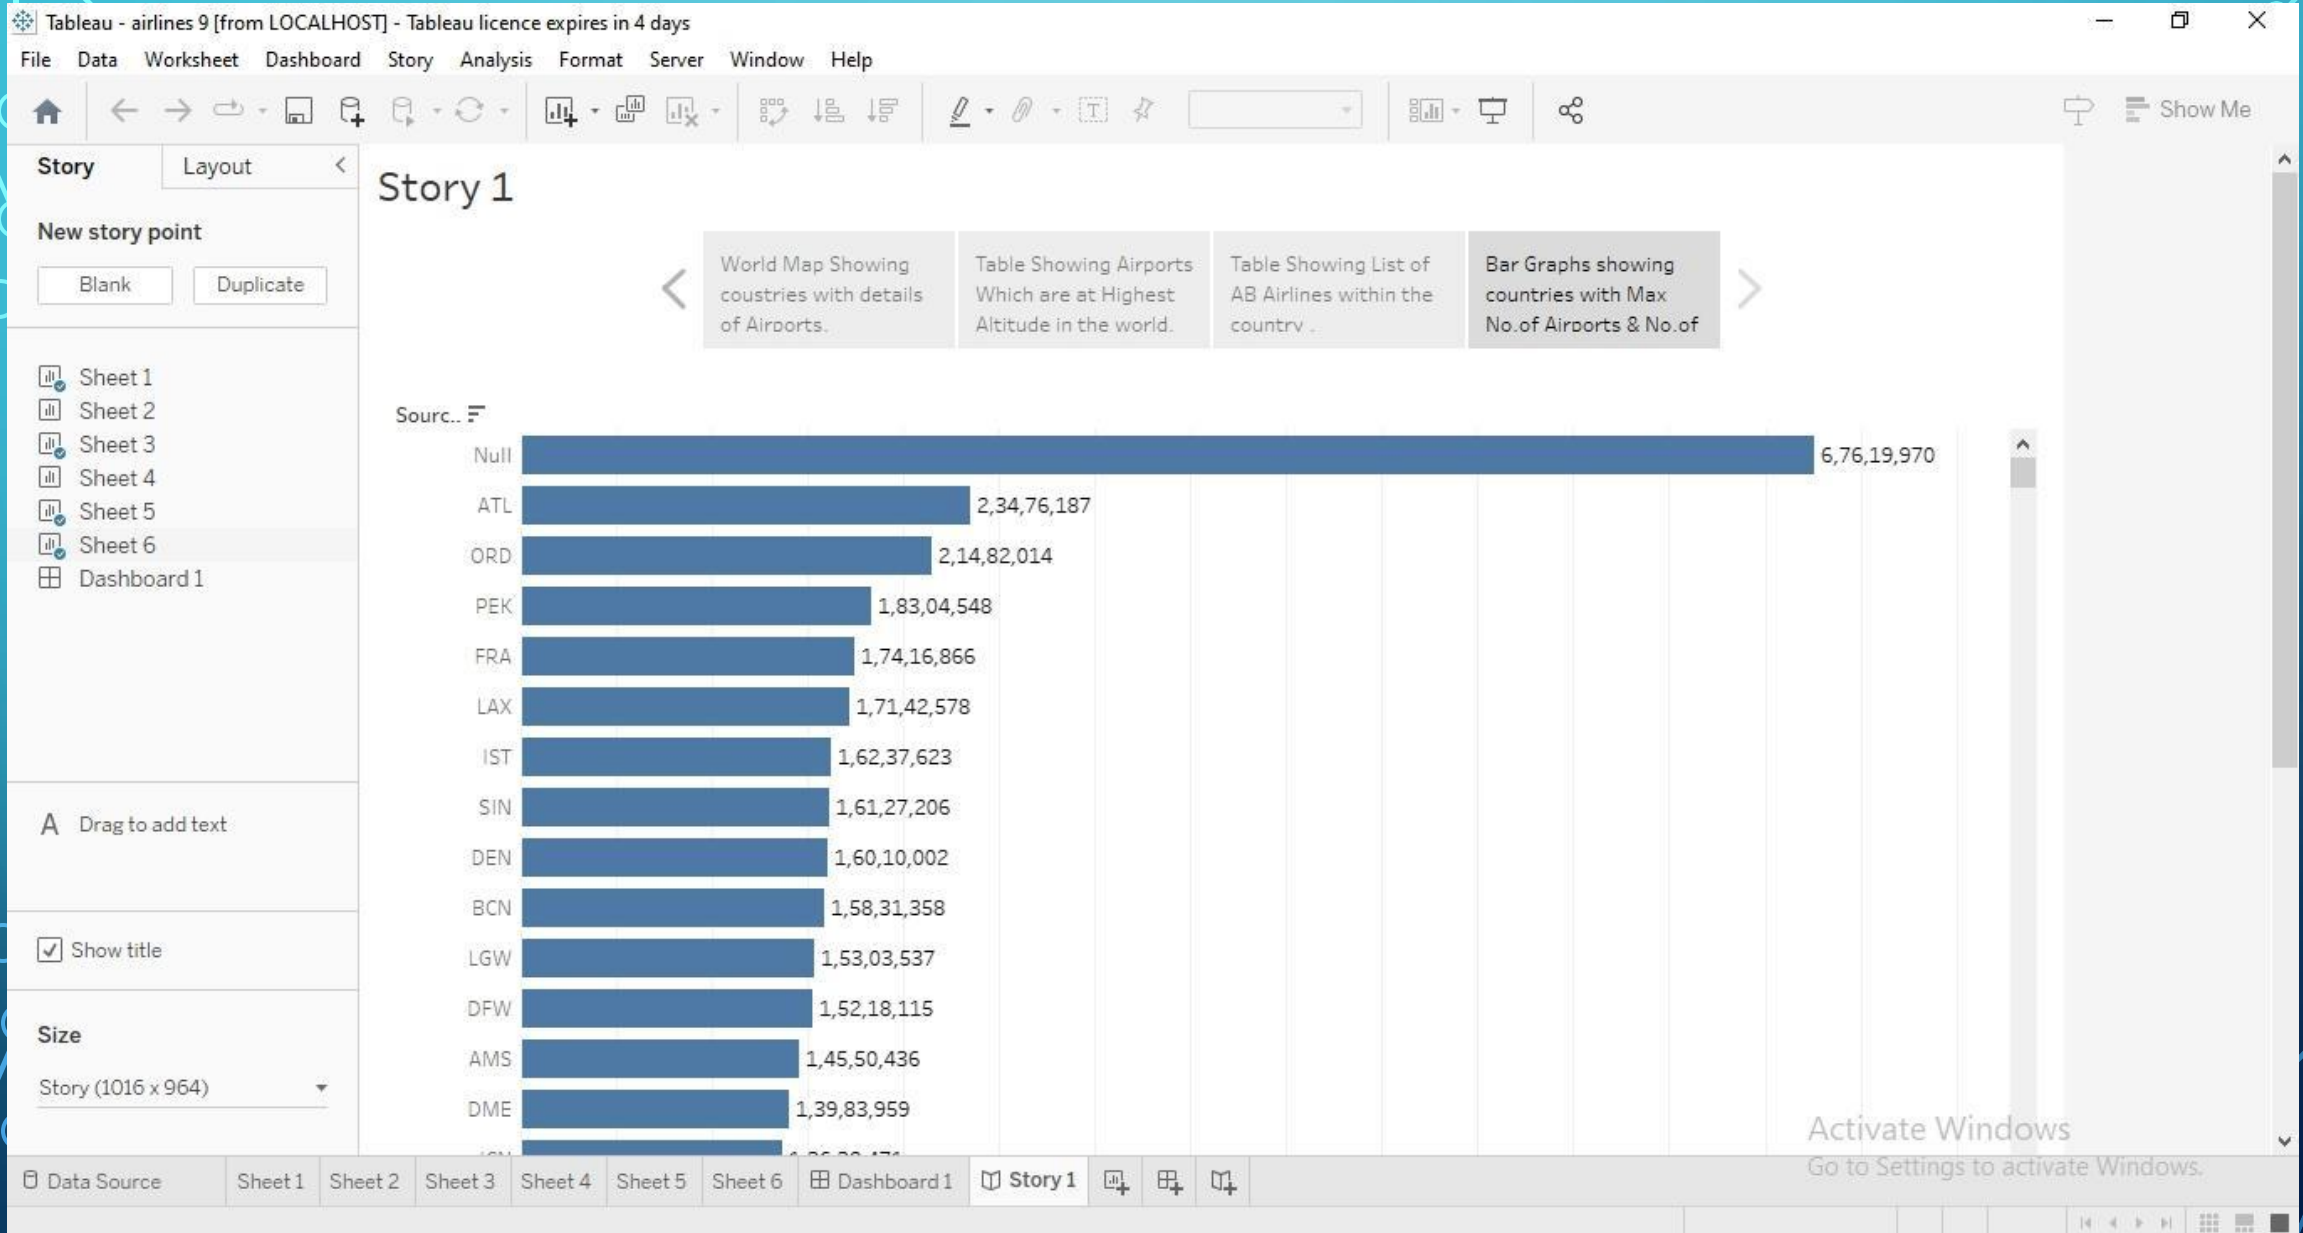 Tableau - airlines 9 [from LOCALHOST] - Tableau licence expires in 4 days
File Data Worksheet Dashboard Story Analysis Format Server Window Help
Show Me
Story Layout
Story 1
New story point
Blank Duplicate
World Map Showing
coustries with details
of Airports.
Table Showing Airports
Which are at Highest
Altitude in the world.
Table Showing List of
AB Airlines within the
country .
Bar Graphs showing
countries with Max
No.of Airports & No.of
Sheet 1
Sheet 2
Sheet 3
Sheet 4
Sheet 5
Sheet 6
Dashboard 1
A Drag to add text
Show title
Size
Story (1016 x 964)
Sourc..
Null 6,76,19,970
ATL 2,34,76,187
ORD 2,14,82,014
PEK 1,83,04,548
FRA 1,74,16,866
LAX 1,71,42,578
IST 1,62,37,623
SIN 1,61,27,206
DEN 1,60,10,002
BCN 1,58,31,358
LGW 1,53,03,537
DFW 1,52,18,115
AMS 1,45,50,436
DME 1,39,83,959
Activate Windows
Go to Settings to activate Windows.
Data Source Sheet 1 Sheet 2 Sheet 3 Sheet 4 Sheet 5 Sheet 6 Dashboard 1 Story 1